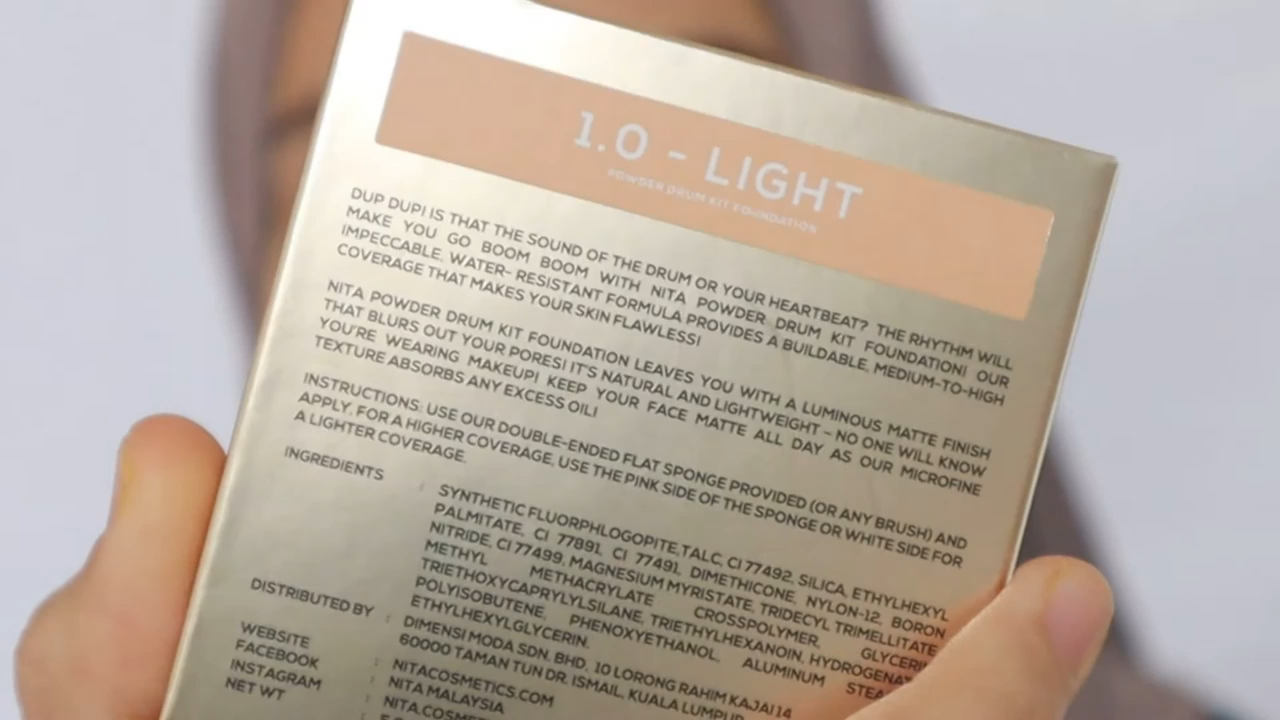 1.0 - LIGHT
POWDER DRUM KIT FOUNDATION
DUP DUP! IS THAT THE SOUND OF THE DRUM OR YOUR HEARTBEAT? THE RHYTHM WILL
MAKE YOU GO BOOM BOOM WITH NITA POWDER DRUM KIT FOUNDATION! OUR
IMPECCABLE, WATER- RESISTANT FORMULA PROVIDES A BUILDABLE, MEDIUM-TO-HIGH
COVERAGE THAT MAKES YOUR SKIN FLAWLESS!
NITA POWDER DRUM KIT FOUNDATION LEAVES YOU WITH A LUMINOUS MATTE FINISH
THAT BLURS OUT YOUR PORES! IT'S NATURAL AND LIGHTWEIGHT - NO ONE WILL KNOW
YOU'RE WEARING MAKEUP! KEEP YOUR FACE MATTE ALL DAY AS OUR MICROFINE
TEXTURE ABSORBS ANY EXCESS OIL!
INSTRUCTIONS: USE OUR DOUBLE-ENDED FLAT SPONGE PROVIDED (OR ANY BRUSH) AND
APPLY. FOR A HIGHER COVERAGE, USE THE PINK SIDE OF THE SPONGE OR WHITE SIDE FOR
A LIGHTER COVERAGE.
INGREDIENTS : SYNTHETIC FLUORPHLOGOPITE, TALC, CI 77492, SILICA, ETHYLHEXYL
PALMITATE, CI 77891, CI 77491, DIMETHICONE, NYLON-12, BORON
NITRIDE, CI 77499, MAGNESIUM MYRISTATE, TRIDECYL TRIMELLITATE,
METHYL METHACRYLATE CROSSPOLYMER, GLYCERIN,
TRIETHOXYCAPRYLYLSILANE, TRIETHYLHEXANOIN, HYDROGENAT
POLYISOBUTENE, PHENOXYETHANOL, ALUMINUM STEA
ETHYLHEXYLGLYCERIN.
DISTRIBUTED BY : DIMENSI MODA SDN. BHD. 10 LORONG RAHIM KAJAI 14
60000 TAMAN TUN DR. ISMAIL, KUALA LUMPUR
WEBSITE : NITACOSMETICS.COM
FACEBOOK : NITA MALAYSIA
INSTAGRAM : NITA.COSMET
NET WT :